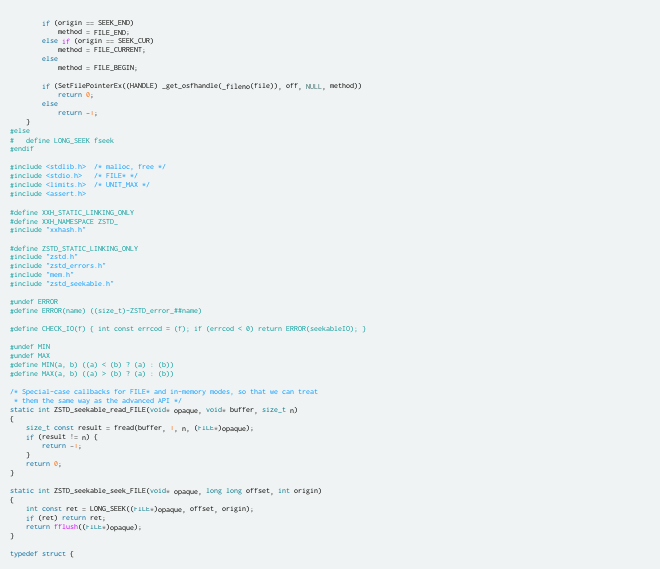 if (origin == SEEK_END)
method = FILE_END;
else if (origin == SEEK_CUR)
method = FILE_CURRENT;
else
method = FILE_BEGIN;
if (SetFilePointerEx((HANDLE) _get_osfhandle(_fileno(file)), off, NULL, method))
return 0;
else
return -1;
}
#else
#   define LONG_SEEK fseek
#endif
#include <stdlib.h>  /* malloc, free */
#include <stdio.h>   /* FILE* */
#include <limits.h>  /* UNIT_MAX */
#include <assert.h>
#define XXH_STATIC_LINKING_ONLY
#define XXH_NAMESPACE ZSTD_
#include "xxhash.h"
#define ZSTD_STATIC_LINKING_ONLY
#include "zstd.h"
#include "zstd_errors.h"
#include "mem.h"
#include "zstd_seekable.h"
#undef ERROR
#define ERROR(name) ((size_t)-ZSTD_error_##name)
#define CHECK_IO(f) { int const errcod = (f); if (errcod < 0) return ERROR(seekableIO); }
#undef MIN
#undef MAX
#define MIN(a, b) ((a) < (b) ? (a) : (b))
#define MAX(a, b) ((a) > (b) ? (a) : (b))
/* Special-case callbacks for FILE* and in-memory modes, so that we can treat
* them the same way as the advanced API */
static int ZSTD_seekable_read_FILE(void* opaque, void* buffer, size_t n)
{
size_t const result = fread(buffer, 1, n, (FILE*)opaque);
if (result != n) {
return -1;
}
return 0;
}
static int ZSTD_seekable_seek_FILE(void* opaque, long long offset, int origin)
{
int const ret = LONG_SEEK((FILE*)opaque, offset, origin);
if (ret) return ret;
return fflush((FILE*)opaque);
}
typedef struct {